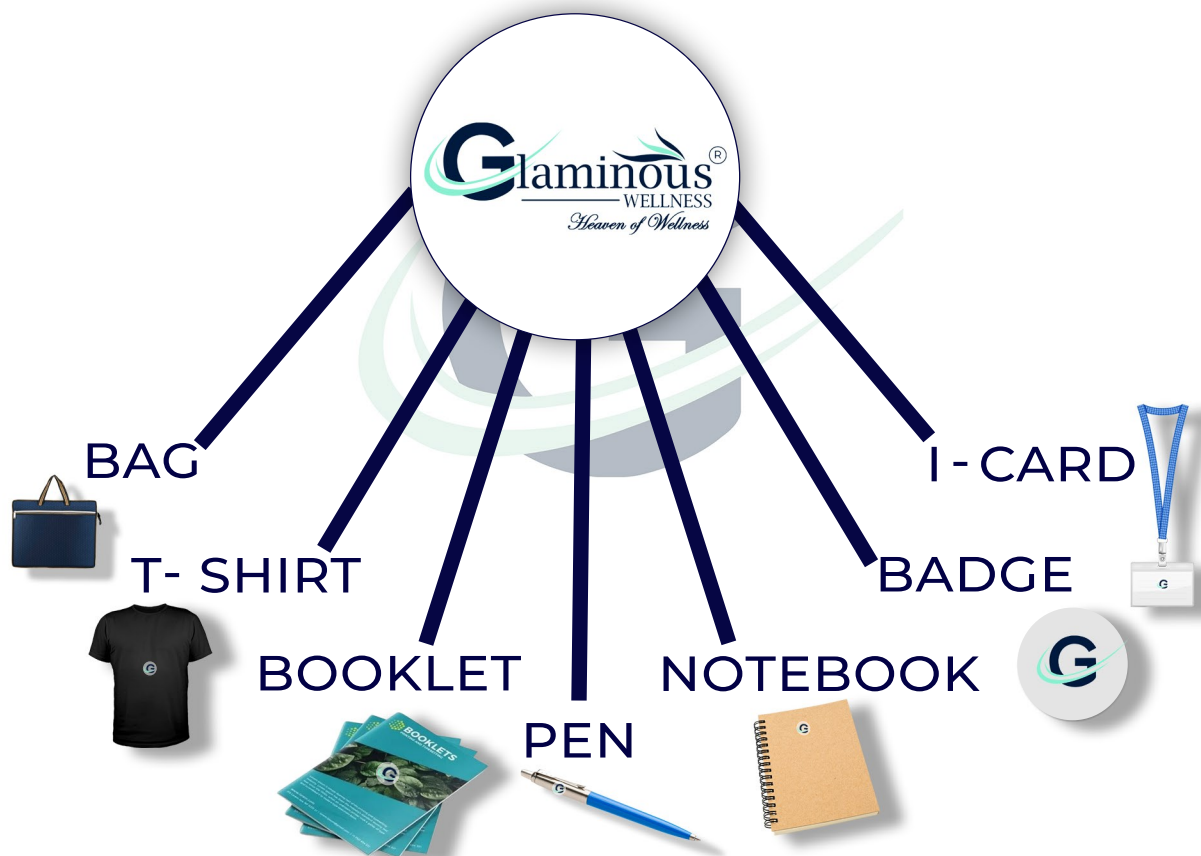 Glaminous®
WELLNESS
Heaven of Wellness
BAG
I - CARD
T- SHIRT
BADGE
BOOKLET
NOTEBOOK
PEN
BOOKLETS
G
G
G
G
G
G